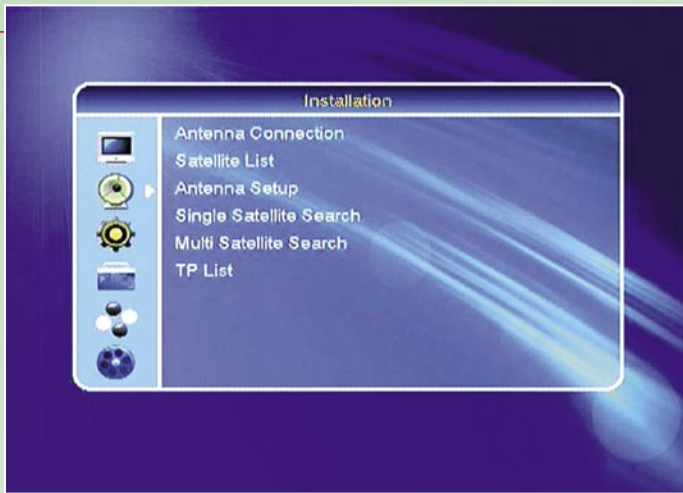 Installation
Antenna Connection
Satellite List
Antenna Setup
Single Satellite Search
Multi Satellite Search
TP List